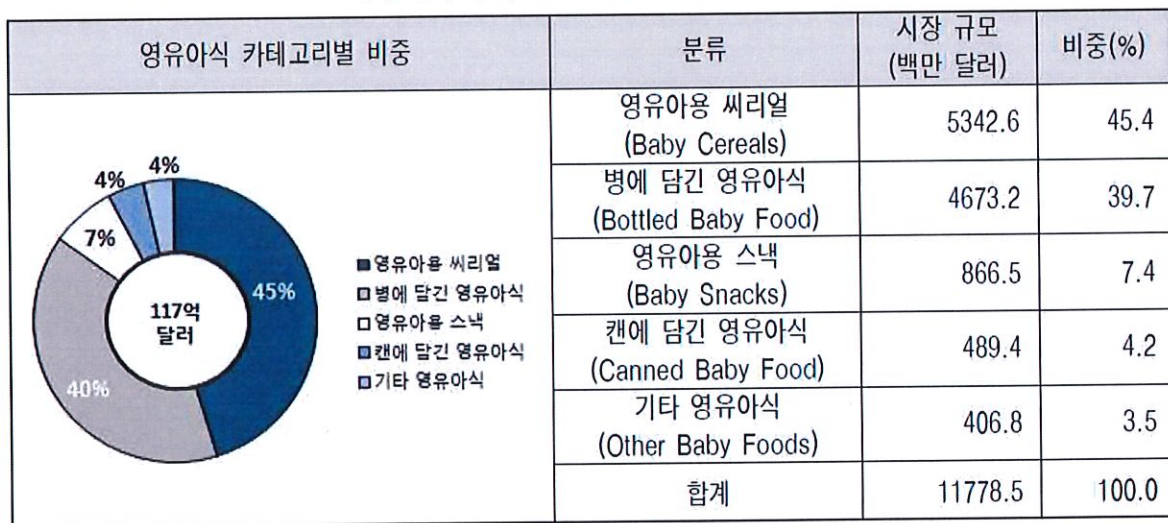 영유아식 카테고리별 비중
분류
시장 규모
(백만 달러)
비중(%)
4%
4%
7%
45%
40%
117억
달러
영유아용 씨리얼
병에 담긴 영유아식
영유아용 스낵
캔에 담긴 영유아식
기타 영유아식
영유아용 씨리얼
(Baby Cereals)
5342.6
45.4
병에 담긴 영유아식
(Bottled Baby Food)
4673.2
39.7
영유아용 스낵
(Baby Snacks)
866.5
7.4
캔에 담긴 영유아식
(Canned Baby Food)
489.4
4.2
기타 영유아식
(Other Baby Foods)
406.8
3.5
합계
11778.5
100.0